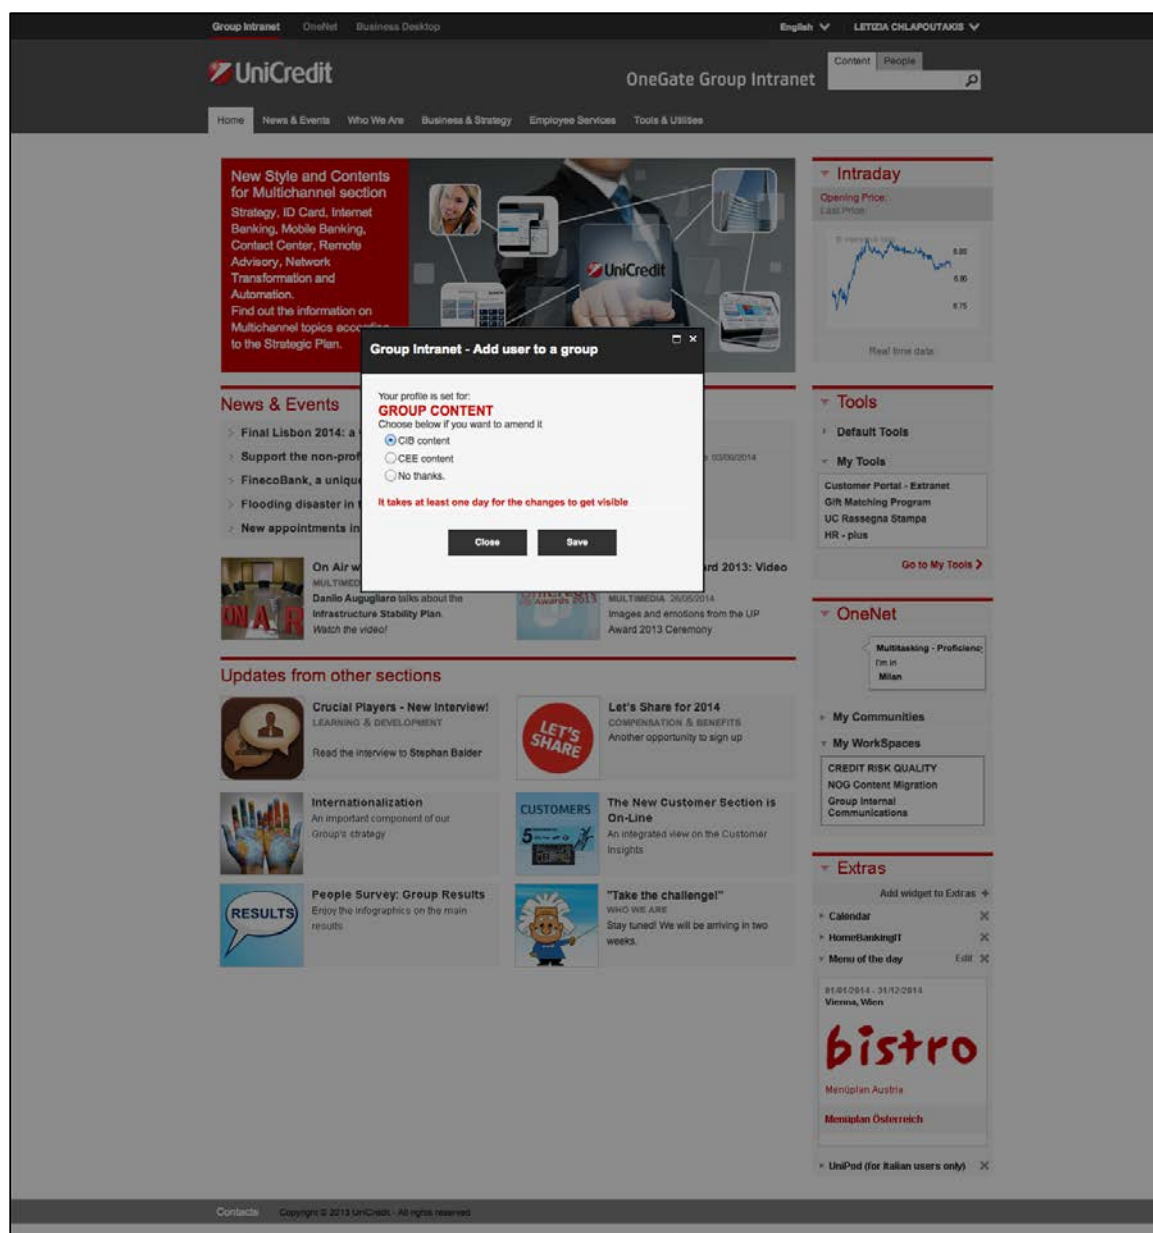 Group Intranet OneNet Business Desktop English LETIZIA CHLAPOUTAKIS
UniCredit
OneGate Group Intranet
Content People
Home News & Events Who We Are Business & Strategy Employee Services Tools & Utilities
New Style and Contents
for Multichannel section
Strategy, ID Card, Internet
Banking, Mobile Banking,
Contact Center, Remote
Advisory, Network
Transformation and
Automation.
Find out the information on
Multichannel topics
to the Strategic Plan.
UniCredit
Intraday
Opening Price:
Last Price:
6.75
Real time data
Group Intranet - Add user to a group
Your profile is set for:
GROUP CONTENT
Choose below if you want to amend it
CIB content
CEE content
No thanks.
It takes at least one day for the changes to get visible
Close Save
News & Events
Final Lisbon 2014: a
Support the non-prof
03/06/2014
FinecoBank, a uniqu
Flooding disaster in
New appointments in
On Air w
MULTIMED
Danilo Augugliaro talks about the
Infrastructure Stability Plan.
Watch the video!
ON A R
Awards 2013
rd 2013: Video
MULTIMEDIA 26/05/2014
Images and emotions from the UP
Award 2013 Ceremony
Tools
Default Tools
My Tools
Customer Portal - Extranet
Gift Matching Program
UC Rassegna Stampa
HR - plus
Go to My Tools
OneNet
Multitasking - Proficienc
I'm in
Milan
My Communities
My WorkSpaces
CREDIT RISK QUALITY
NOG Content Migration
Group Internal
Communications
Updates from other sections
Crucial Players - New Interview!
LEARNING & DEVELOPMENT
Read the interview to Stephan Balder
LET'S
SHARE
Let's Share for 2014
COMPENSATION & BENEFITS
Another opportunity to sign up
Internationalization
An important component of our
Group's strategy
CUSTOMERS
5
The New Customer Section is
On-Line
An integrated view on the Customer
Insights
RESULTS
People Survey: Group Results
Enjoy the infographics on the main
results
"Take the challenge!"
WHO WE ARE
Stay tuned! We will be arriving in two
weeks.
Extras
Add widget to Extras +
Calendar
HomeBankingIT
Menu of the day Edit
01/01/2014 - 31/12/2014
Vienna, Wien
bistro
Menüplan Austria
Menüplan Österreich
UniPod (for Italian users only)
Contacts Copyright © 2013 UniCredit - All rights reserved